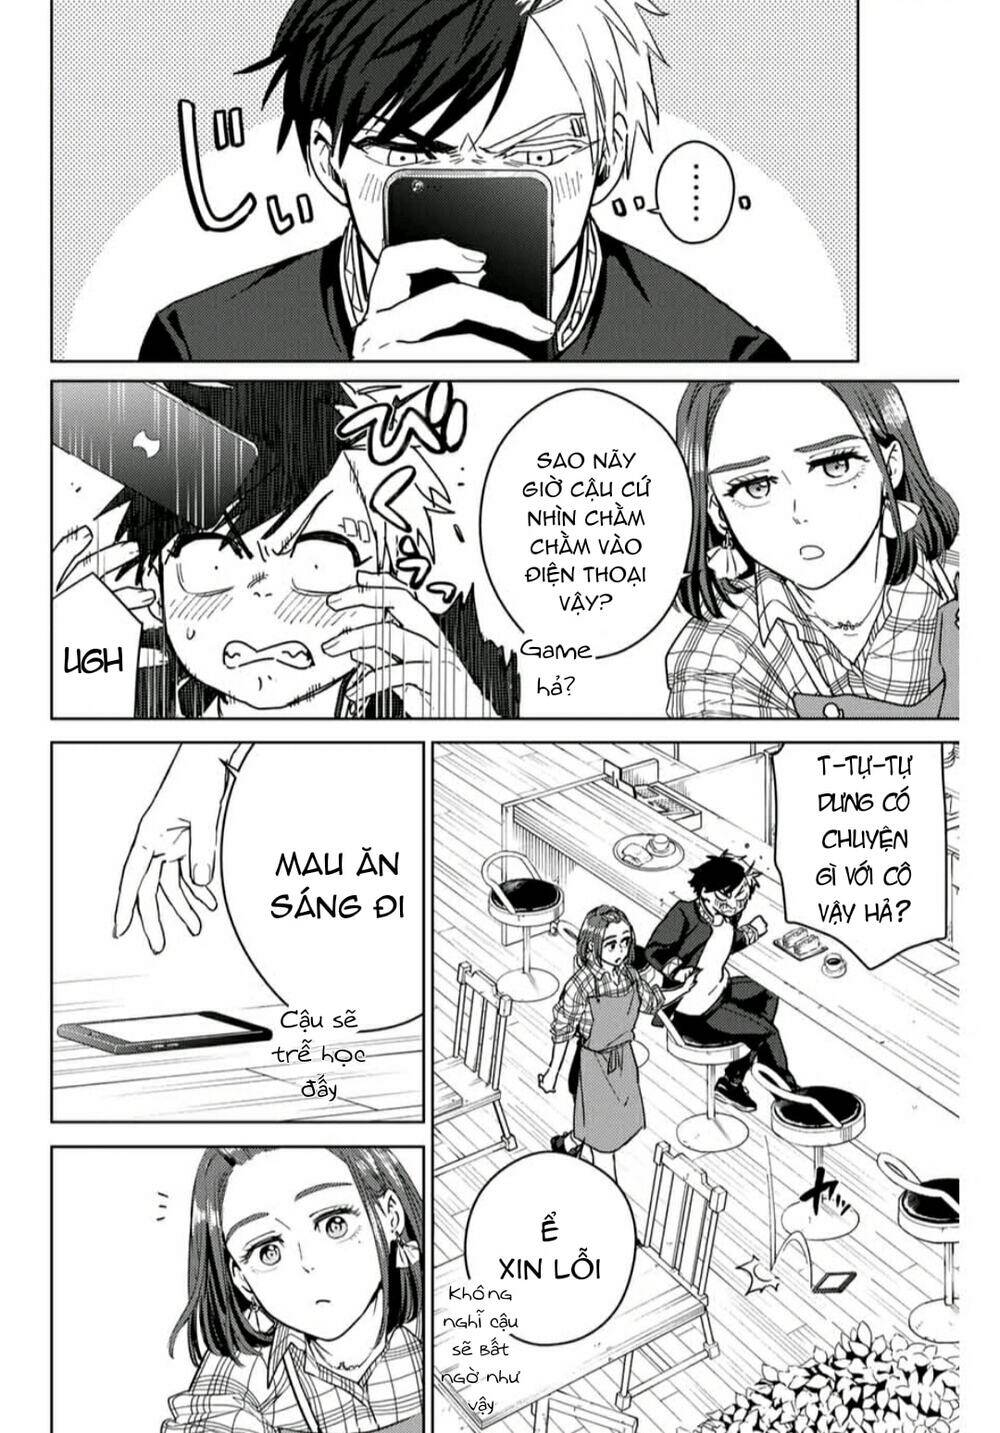 じぃぃ
………
SAO NÃY
GIỜ CẬU CỨ
NHÌN CHẰM
CHẰM VÀO
ĐIỆN THOẠI
VẬY?
Game
hả?
UGH
T-TỰ-TỰ
DƯNG CÓ
CHUYỆN
GÌ VỚI CÔ
VẬY HẢ?
Ể
XIN LỖI
Không
nghĩ cậu
sẽ bất
ngờ như
vậy
MAU ĂN
SÁNG ĐI
Cậu sẽ
trễ học
đấy